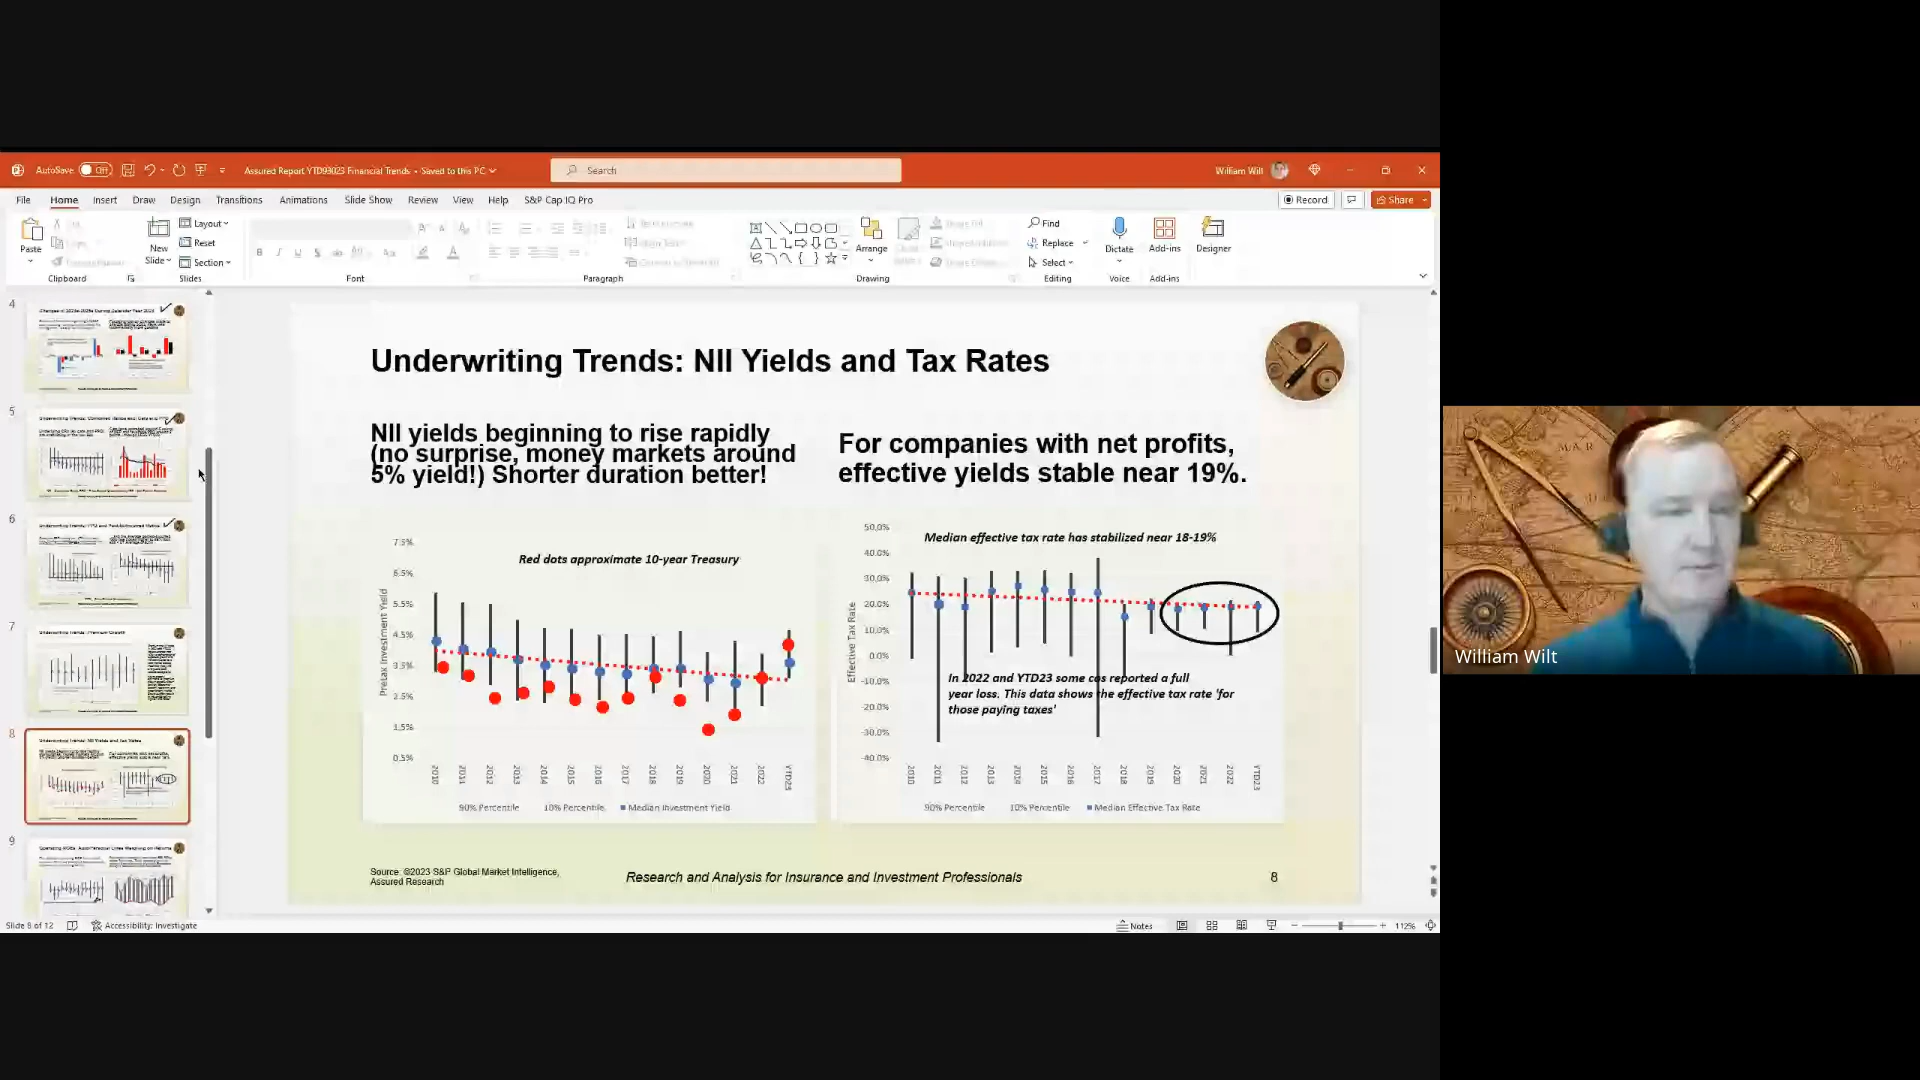 AutoSave
Off
Assured Report YTD93023 Financial Trends • Saved to this PC
Search
William Wilt
File
Home
Insert
Draw
Design
Transitions
Animations
Slide Show
Review
View
Help
S&P Cap IQ Pro
Record
Share
Paste
Clipboard
New
Slide
Layout
Reset
Section
Slides
Font
Paragraph
Arrange
Drawing
Find
Replace
Select
Editing
Dictate
Voice
Add-ins
Add-ins
Designer
4
5
6
7
8
9
Underwriting Trends: NII Yields and Tax Rates
NII yields beginning to rise rapidly
(no surprise, money markets around
5% yield!) Shorter duration better!
For companies with net profits,
effective yields stable near 19%.
Red dots approximate 10-year Treasury
Pretax Investment Yield
7.5%
6.5%
5.5%
4.5%
3.5%
2.5%
1.5%
0.5%
2010
2011
2012
2013
2014
2015
2016
2017
2018
2019
2020
2021
2022
YTD23
90% Percentile
10% Percentile
Median Investment Yield
Median effective tax rate has stabilized near 18-19%
Effective Tax Rate
50.0%
40.0%
30.0%
20.0%
10.0%
0.0%
-10.0%
-20.0%
-30.0%
-40.0%
In 2022 and YTD23 some cos reported a full
year loss. This data shows the effective tax rate 'for
those paying taxes'
2010
2011
2012
2013
2014
2015
2016
2017
2018
2019
2020
2021
2022
YTD23
90% Percentile
10% Percentile
Median Effective Tax Rate
Source: ©2023 S&P Global Market Intelligence,
Assured Research
Research and Analysis for Insurance and Investment Professionals
8
Slide 8 of 12
Accessibility: Investigate
Notes
112%
William Wilt